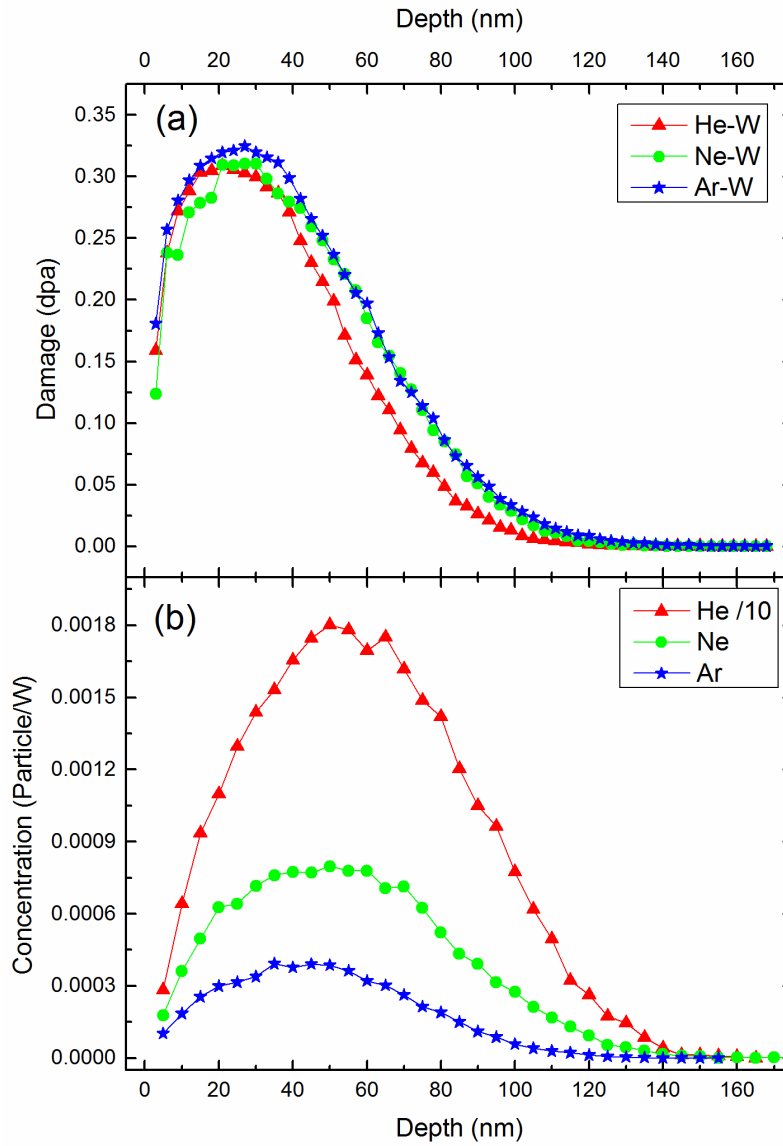 Depth (nm)
0 20 40 60 80 100 120 140 160
(a)
He-W
Ne-W
Ar-W
0.35
0.30
0.25
0.20
0.15
0.10
0.05
0.00
Damage (dpa)
(b)
He /10
Ne
Ar
0.0018
0.0015
0.0012
0.0009
0.0006
0.0003
0.0000
Concentration (Particle/W)
0 20 40 60 80 100 120 140 160
Depth (nm)